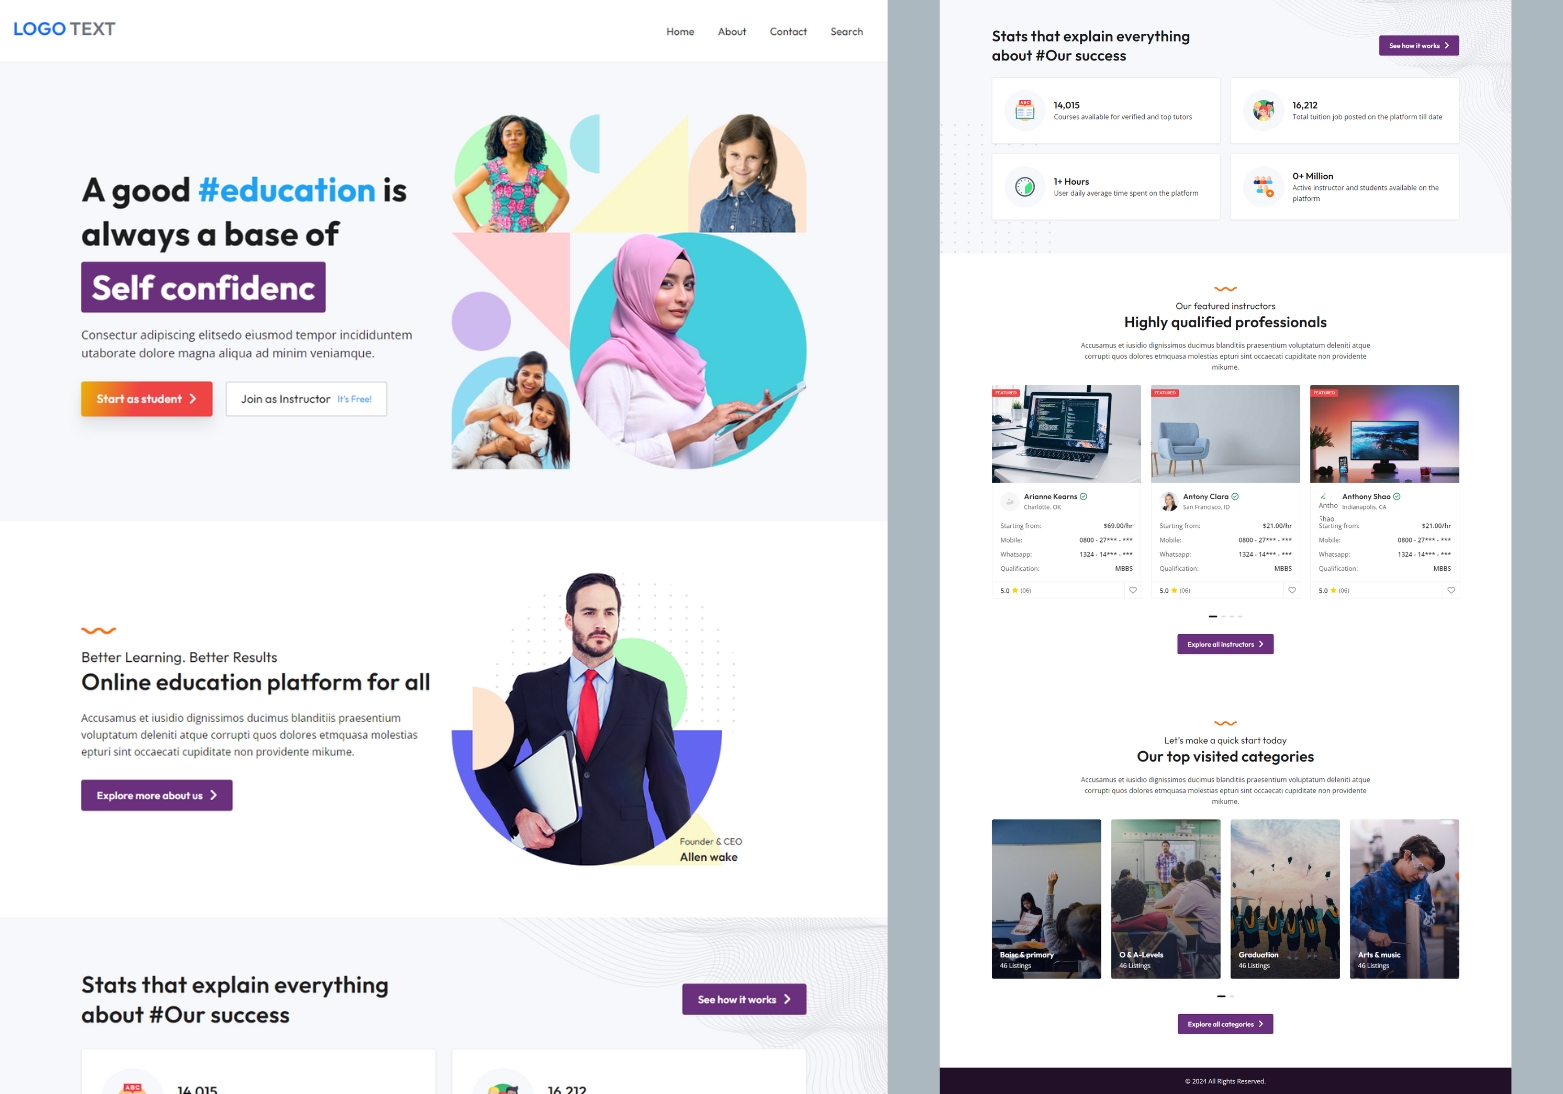 LOGO TEXT
Home About Contact Search
A good #education is
always a base of
Self confidenc
Consectur adipiscing elitsedo eiusmod tempor incididuntem
utaborate dolore magna aliqua ad minim veniamque.
Start as student
Join as Instructor It's Free!
Better Learning. Better Results
Online education platform for all
Accusamus et iusidio dignissimos ducimus blanditiis praesentium
voluptatum deleniti atque corrupti quos dolores etmquasa molestias
epturi sint occaecati cupiditate non providente mikume.
Explore more about us
Founder & CEO
Allen wake
Stats that explain everything
about #Our success
See how it works
ABC
14,015
16,212
Stats that explain everything
about #Our success
See how it works
ABC
14,015
Courses available for verified and top tutors
16,212
Total tuition job posted on the platform till date
1+ Hours
User daily average time spent on the platform
0+ Million
Active instructor and students available on the
platform
Our featured instructors
Highly qualified professionals
Accusamus et iusidio dignissimos ducimus blanditiis praesentium voluptatum deleniti atque
corrupti quos dolores etmquasa molestias epturi sint occaecati cupiditate non providente
mikume.
FEATURED
Arianne Kearns
Charlotte, OK
Starting from: $69.00/hr
Mobile: 0800 - 27*** - ***
Whatsapp: 1324 - 14*** - ***
Qualification: MBBS
5.0 (06)
FEATURED
Antony Clara
San Francisco, ID
Starting from: $21.00/hr
Mobile: 0800 - 27*** - ***
Whatsapp: 1324 - 14*** - ***
Qualification: MBBS
5.0 (06)
FEATURED
Antho
Shao
Anthony Shao
Indianapolis, CA
Starting from: $21.00/hr
Mobile: 0800 - 27*** - ***
Whatsapp: 1324 - 14*** - ***
Qualification: MBBS
5.0 (06)
Explore all instructors
Let's make a quick start today
Our top visited categories
Accusamus et iusidio dignissimos ducimus blanditiis praesentium voluptatum deleniti atque
corrupti quos dolores etmquasa molestias epturi sint occaecati cupiditate non providente
mikume.
Baisc & primary
46 Listings
O & A-Levels
46 Listings
Graduation
46 Listings
Arts & music
46 Listings
Explore all categories
© 2024 All Rights Reserved.